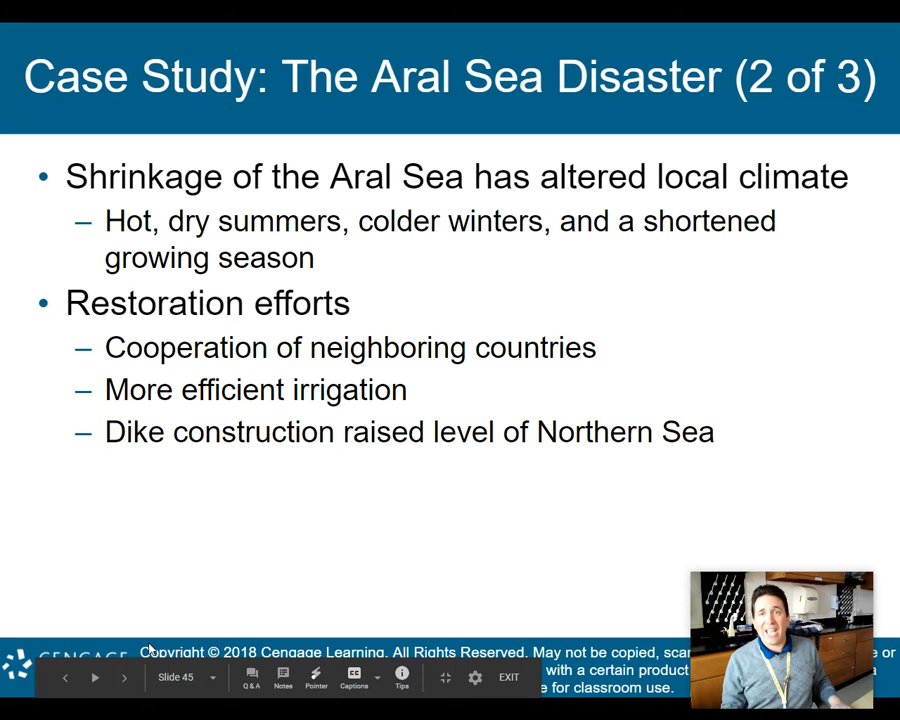 Case Study: The Aral Sea Disaster (2 of 3)
• Shrinkage of the Aral Sea has altered local climate
– Hot, dry summers, colder winters, and a shortened
growing season
• Restoration efforts
– Cooperation of neighboring countries
– More efficient irrigation
– Dike construction raised level of Northern Sea
Copyright © 2018 Cengage Learning. All Rights Reserved. May not be copied,
with a certain product
for classroom use.
Slide 45
Q & A
Notes
Pointer
CC
Captions
Tips
EXIT